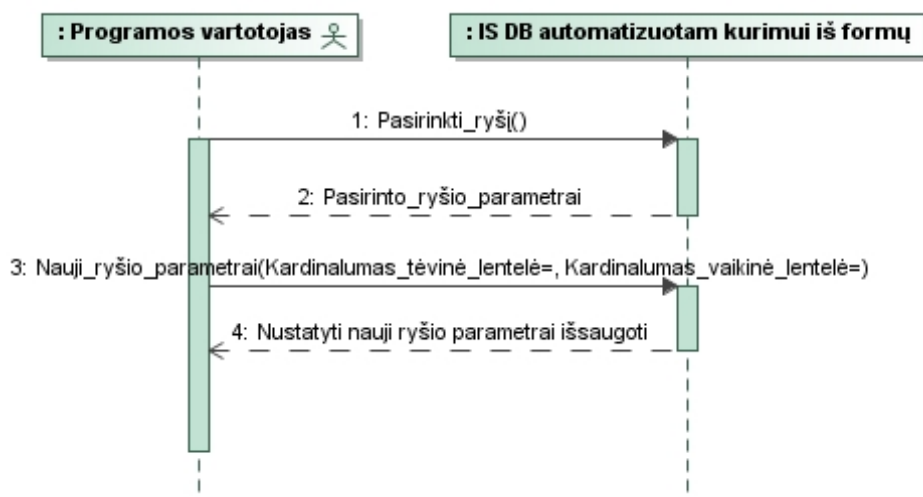 : Programos vartotojas
: IS DB automatizuotam kurimui iš formų
1: Pasirinkti_ryšį()
2: Pasirinto_ryšio_parametrai
3: Nauji_ryšio_parametrai(Kardinalumas_tėvinė_lentelė=, Kardinalumas_vaikinė_lentelė=)
4: Nustatyti nauji ryšio parametrai išsaugoti